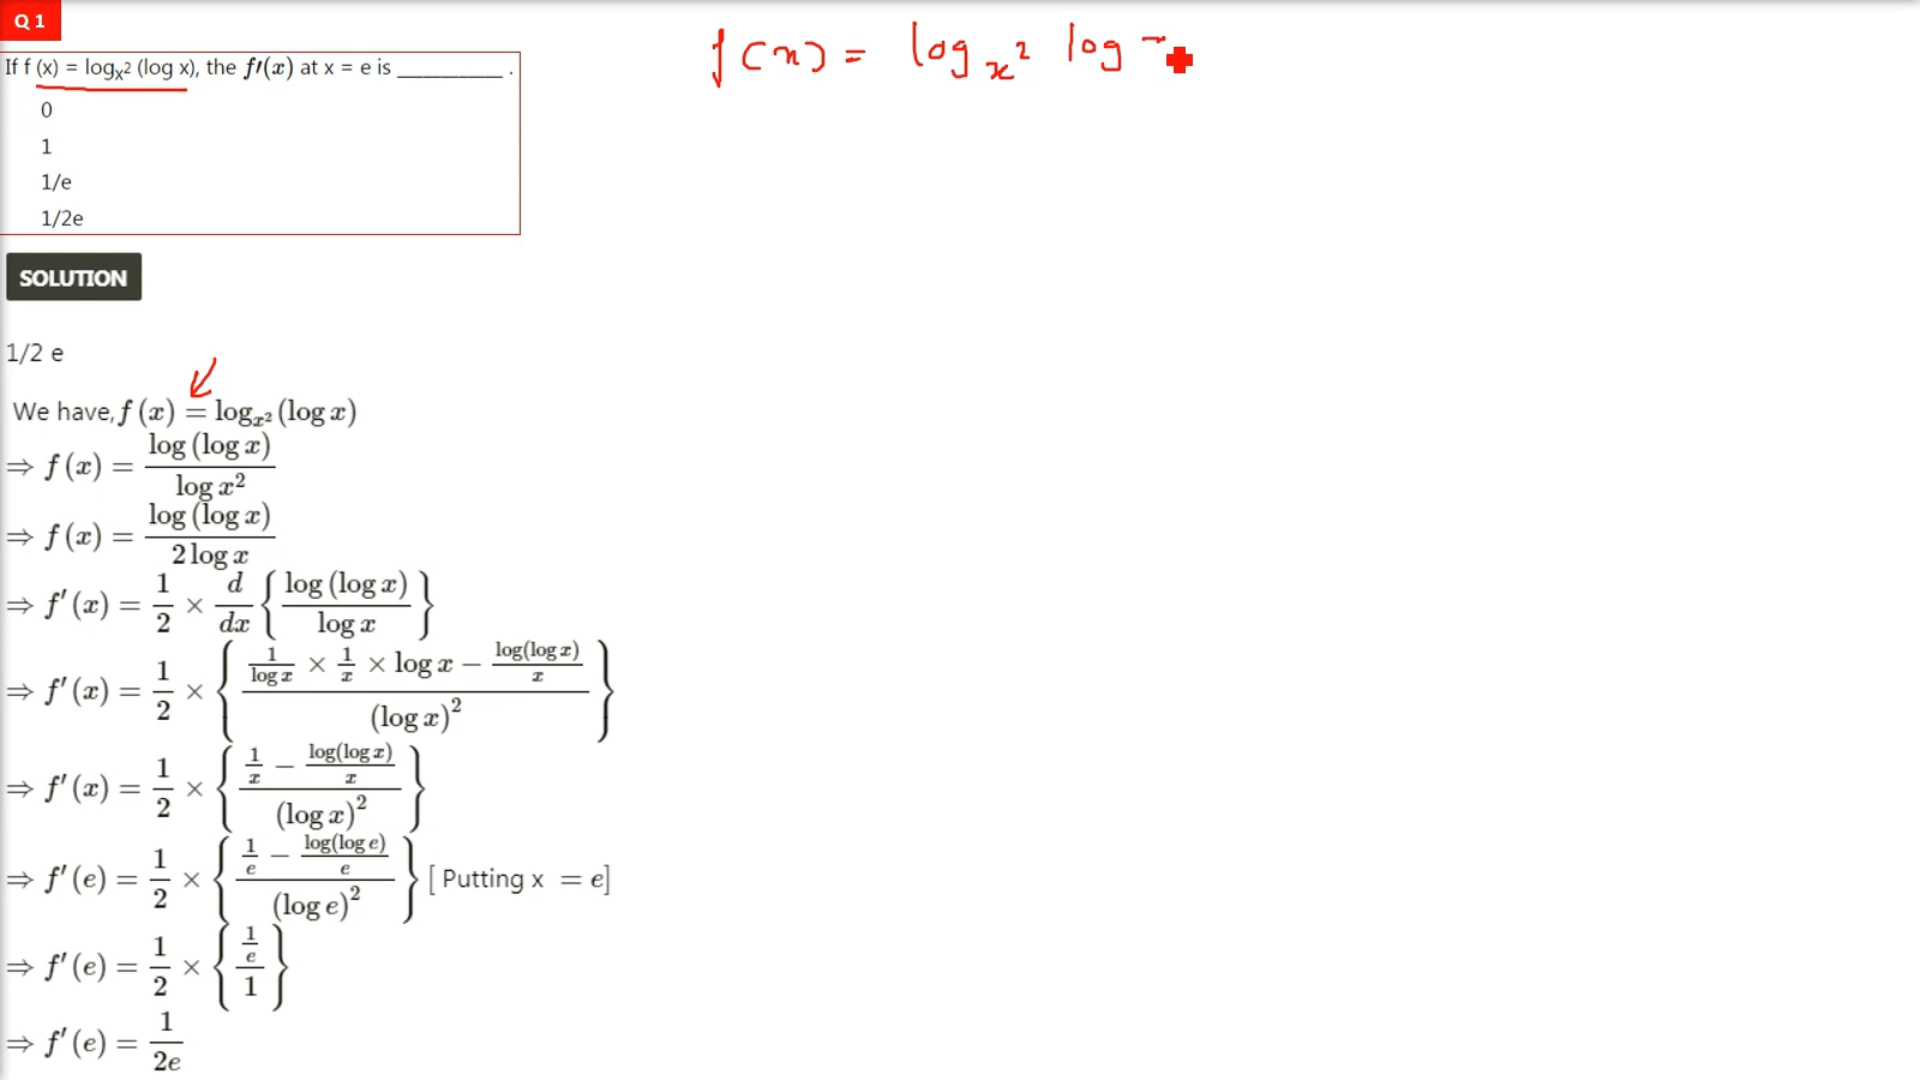 Q 1
If f (x) = logₓ² (log x), the f′(x) at x = e is __________ .
0
1
1/e
1/2e
f(x) = log x² log
SOLUTION
1/2 e
We have, f (x) = logₓ² (log x)
⇒ f (x) = log (log x) / log x²
⇒ f (x) = log (log x) / 2 log x
⇒ f′ (x) = 1/2 × d/dx { log (log x) / log x }
⇒ f′ (x) = 1/2 × { (1/log x × 1/x × log x − log(log x)/x) / (log x)² }
⇒ f′ (x) = 1/2 × { (1/x − log(log x)/x) / (log x)² }
⇒ f′ (e) = 1/2 × { (1/e − log(log e)/e) / (log e)² } [ Putting x = e]
⇒ f′ (e) = 1/2 × { (1/e) / 1 }
⇒ f′ (e) = 1/2e